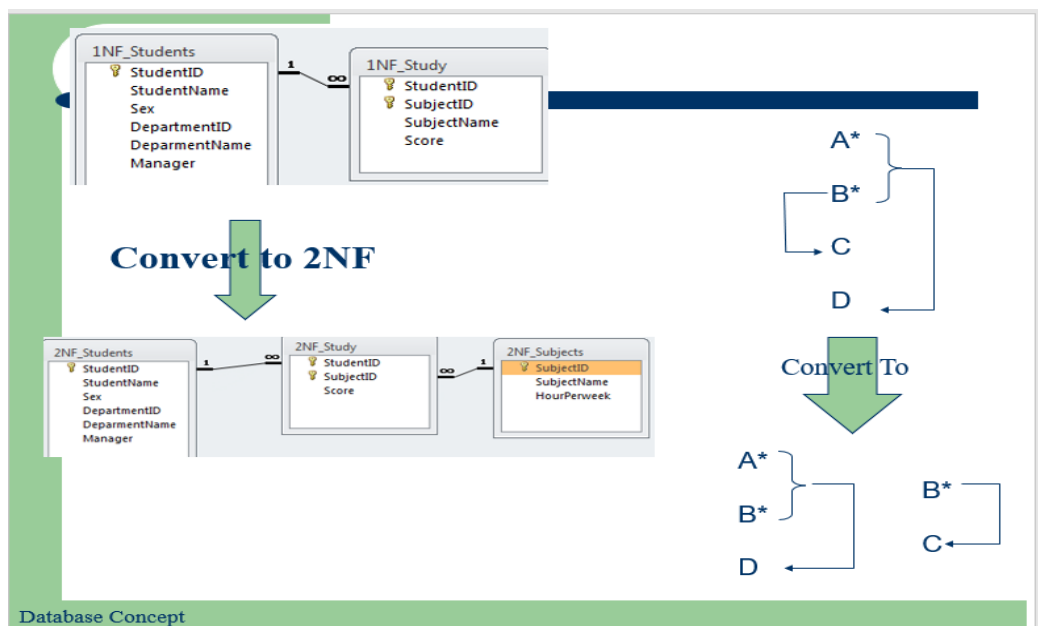 1NF_Students
StudentID
StudentName
Sex
DepartmentID
DeparmentName
Manager
1
∞
1NF_Study
StudentID
SubjectID
SubjectName
Score
A*
B*
C
D
Convert to 2NF
2NF_Students
StudentID
StudentName
Sex
DepartmentID
DeparmentName
Manager
1
∞
2NF_Study
StudentID
SubjectID
Score
∞
1
2NF_Subjects
SubjectID
SubjectName
HourPerweek
Convert To
A*
B*
D
B*
C
Database Concept